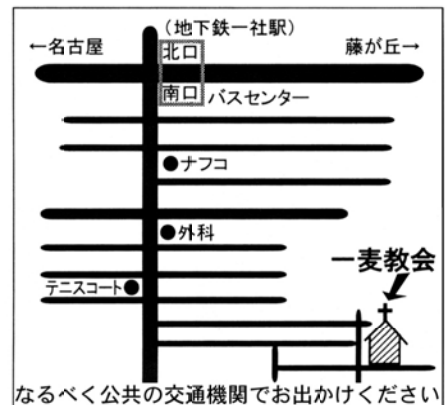 (地下鉄一社駅)
←名古屋
北口
藤が丘→
南口
バスセンター
ナフコ
外科
一麦教会
テニスコート
なるべく公共の交通機関でお出かけください